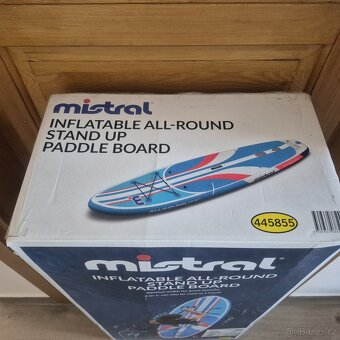 mistral
INFLATABLE ALL-ROUND
STAND UP
PADDLE BOARD
445855
mistral
INFLATABLE ALL-ROUND
STAND UP
PADDLE BOARD